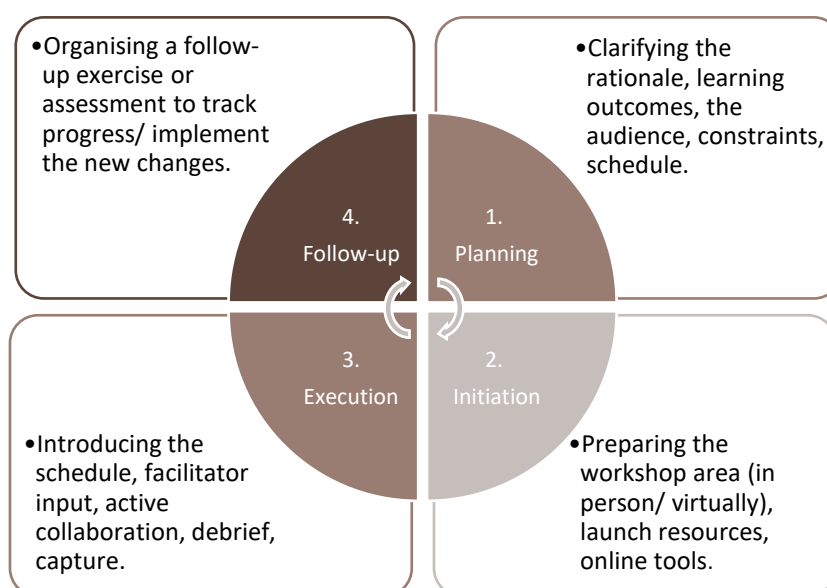 •Organising a follow-
up exercise or
assessment to track
progress/ implement
the new changes.
•Clarifying the
rationale, learning
outcomes, the
audience, constraints,
schedule.
4.
Follow-up
1.
Planning
3.
Execution
2.
Initiation
•Introducing the
schedule, facilitator
input, active
collaboration, debrief,
capture.
•Preparing the
workshop area (in
person/ virtually),
launch resources,
online tools.